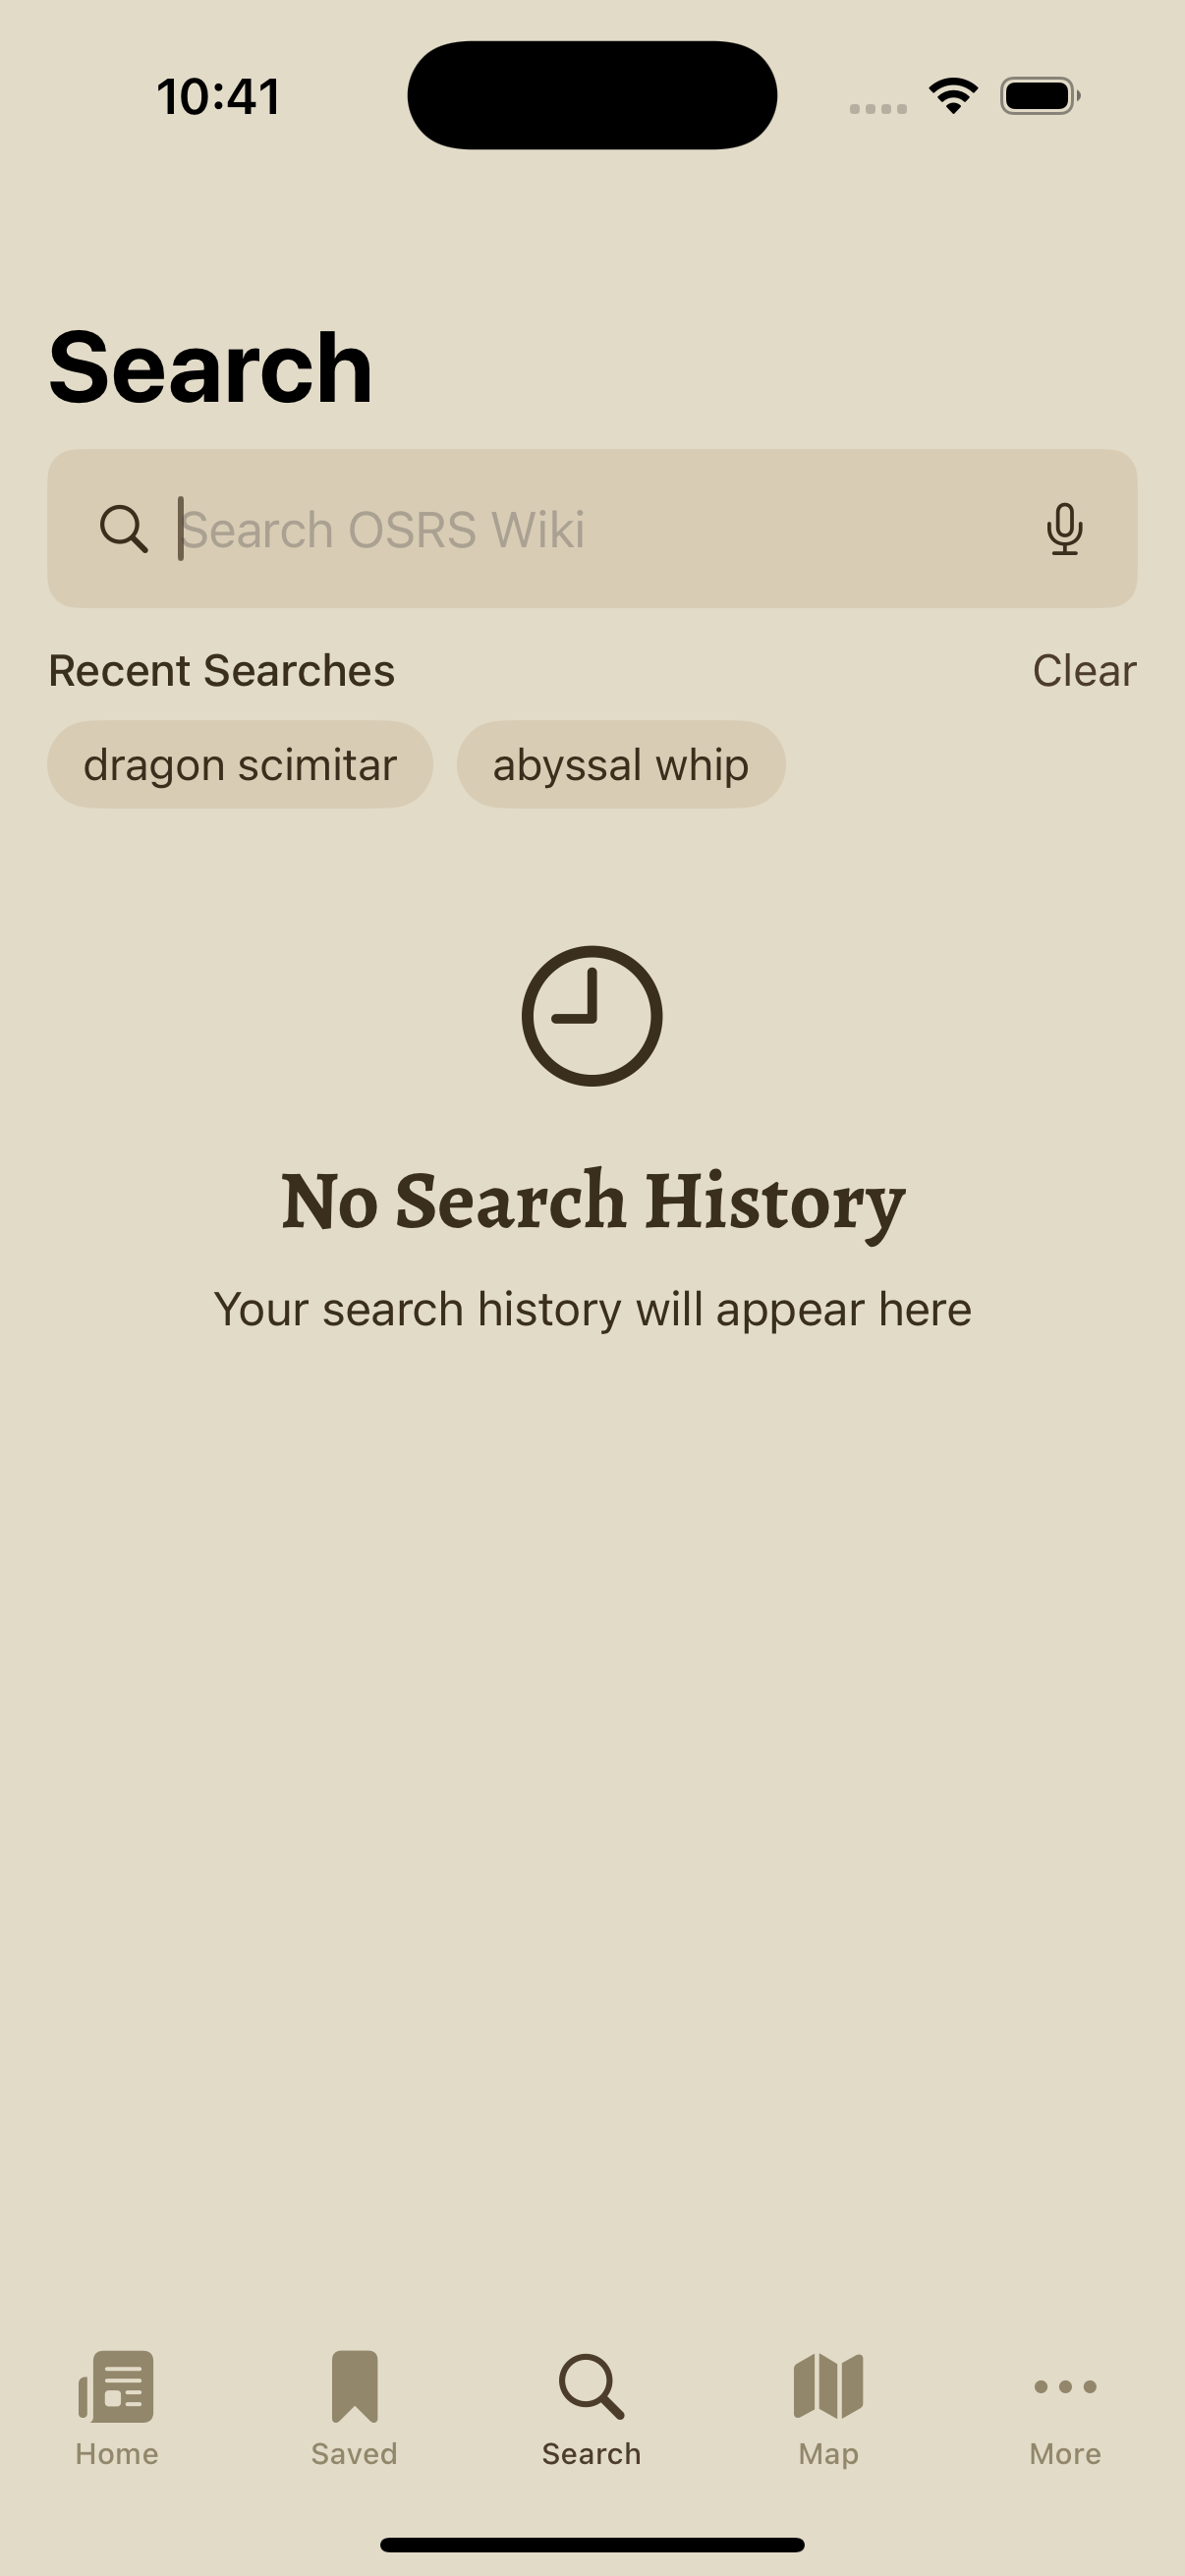 10:41
Search
Search OSRS Wiki
Recent Searches Clear
dragon scimitar abyssal whip
No Search History
Your search history will appear here
Home Saved Search Map More